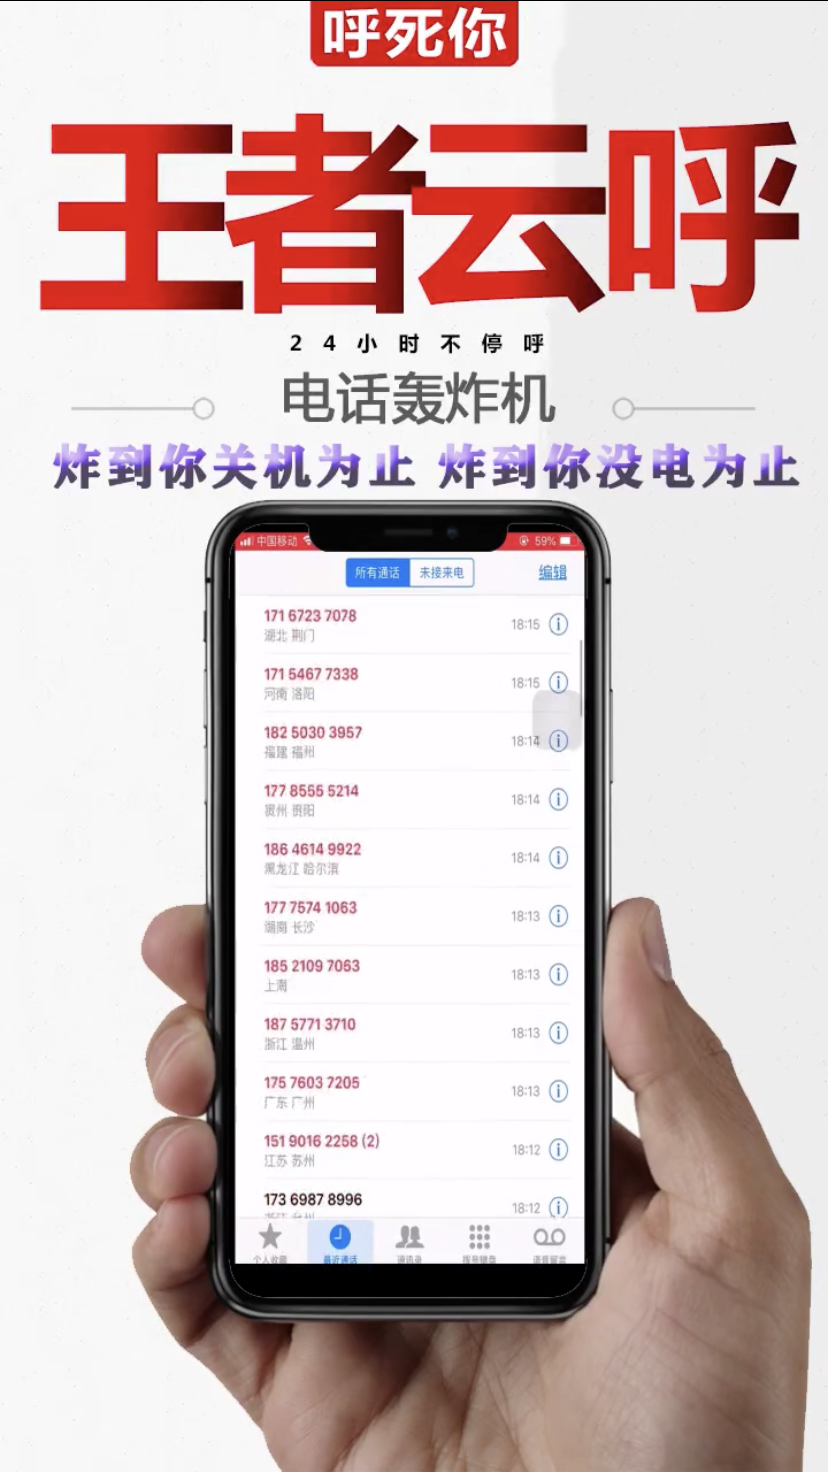 呼死你
王者云呼
24小时不停呼
电话轰炸机
炸到你关机为止 炸到你没电为止
中国移动 59%
所有通话 未接来电 编辑
171 6723 7078 18:15
湖北 荆门
171 5467 7338 18:15
河南 洛阳
182 5030 3957 18:14
福建 福州
177 8555 5214 18:14
贵州 贵阳
186 4614 9922 18:14
黑龙江 哈尔滨
177 7574 1063 18:13
湖南 长沙
185 2109 7053 18:13
上海
187 5771 3710 18:13
浙江 温州
175 7603 7205 18:13
广东 广州
151 9016 2258 (2) 18:12
江苏 苏州
173 6987 8996 18:12
浙江 台州
个人收藏 最近通话 通讯录 拨号键盘 语音留言